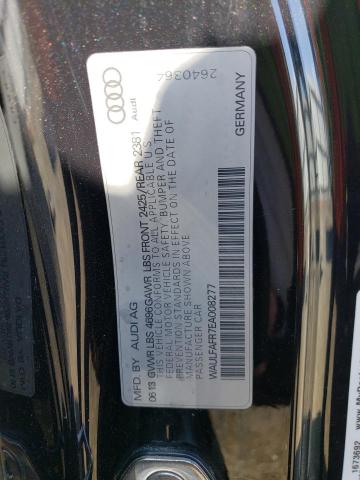 MFD. BY AUDI AG
06 13 GVWR LBS 4696GAWR LBS FRONT 2425/REAR 2381
THIS VEHICLE CONFORMS TO ALL APPLICABLE U S
FEDERAL MOTOR VEHICLE SAFETY, BUMPER AND THEFT
PREVENTION STANDARDS IN EFFECT ON THE DATE OF
MANUFACTURE SHOWN ABOVE.
PASSENGER CAR
WAULFAFR7EA008277
GERMANY
Audi
2640364
1673692